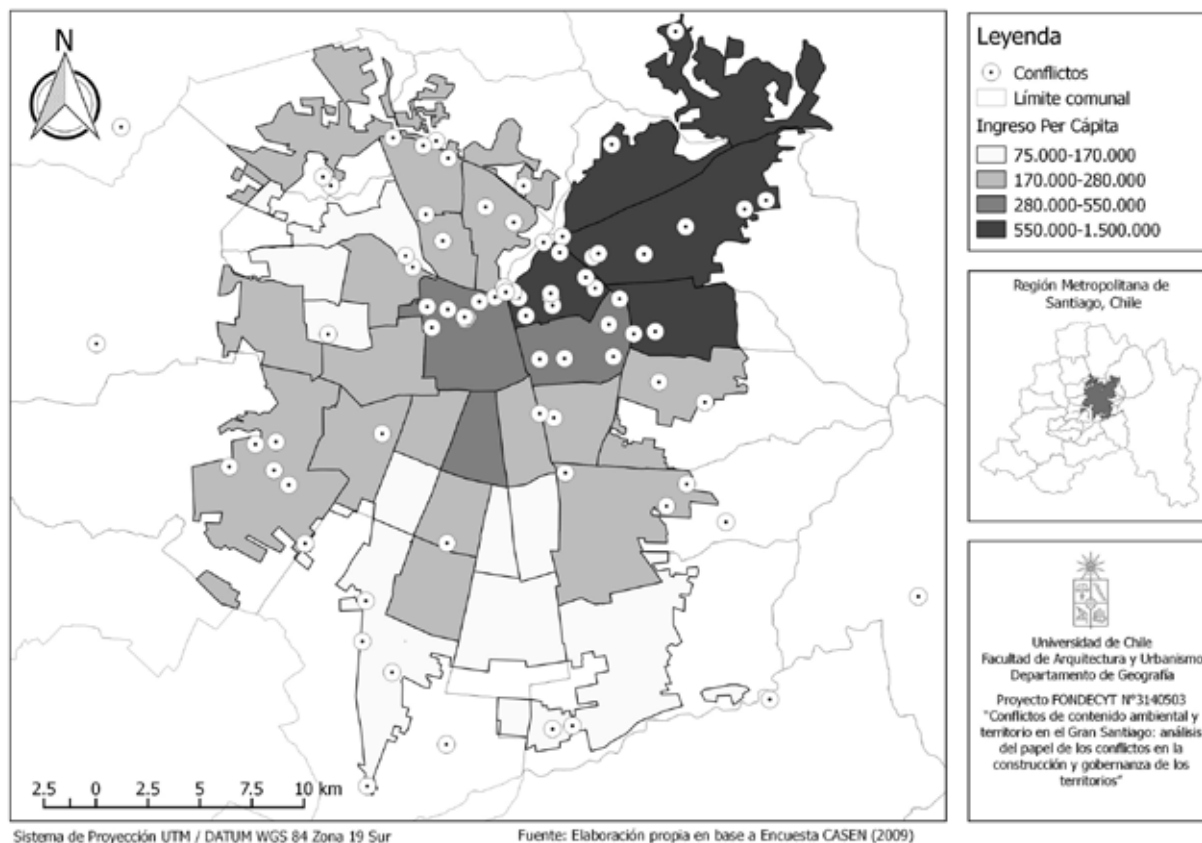 N
2.5 0 2.5 5 7.5 10 km
Sistema de Proyección UTM / DATUM WGS 84 Zona 19 Sur
Fuente: Elaboración propia en base a Encuesta CASEN (2009)
Leyenda
Conflictos
Límite comunal
Ingreso Per Cápita
75.000-170.000
170.000-280.000
280.000-550.000
550.000-1.500.000
Región Metropolitana de
Santiago, Chile
Universidad de Chile
Facultad de Arquitectura y Urbanismo
Departamento de Geografía
Proyecto FONDECYT Nº3140503
"Conflictos de contenido ambiental y
territorio en el Gran Santiago: análisis
del papel de los conflictos en la
construcción y gobernanza de los
territorios"